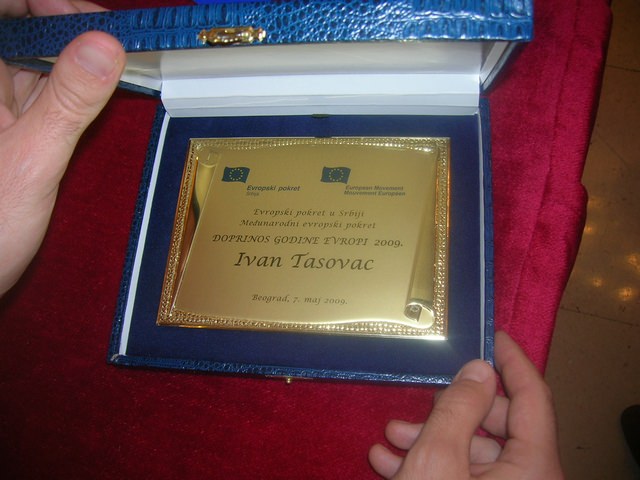 Evropski pokret
Srbija
European Movement
Mouvement Européen
Evropski pokret u Srbiji
Međunarodni evropski pokret
DOPRINOS GODINE EVROPI 2009.
Ivan Tasovac
Beograd, 7. maj 2009.